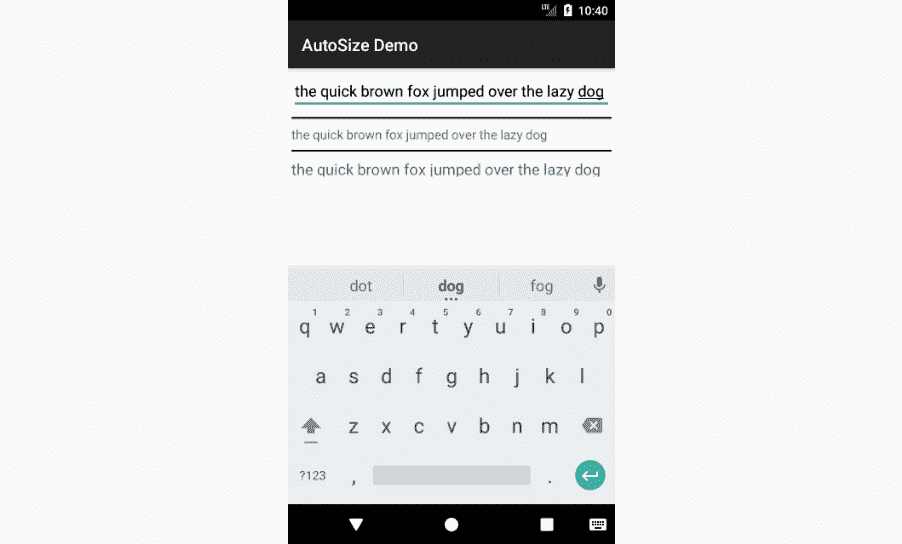 LTE 10:40
AutoSize Demo
the quick brown fox jumped over the lazy dog
the quick brown fox jumped over the lazy dog
the quick brown fox jumped over the lazy dog
dot dog fog
1 2 3 4 5 6 7 8 9 0
q w e r t y u i o p
a s d f g h j k l
z x c v b n m
?123 , .